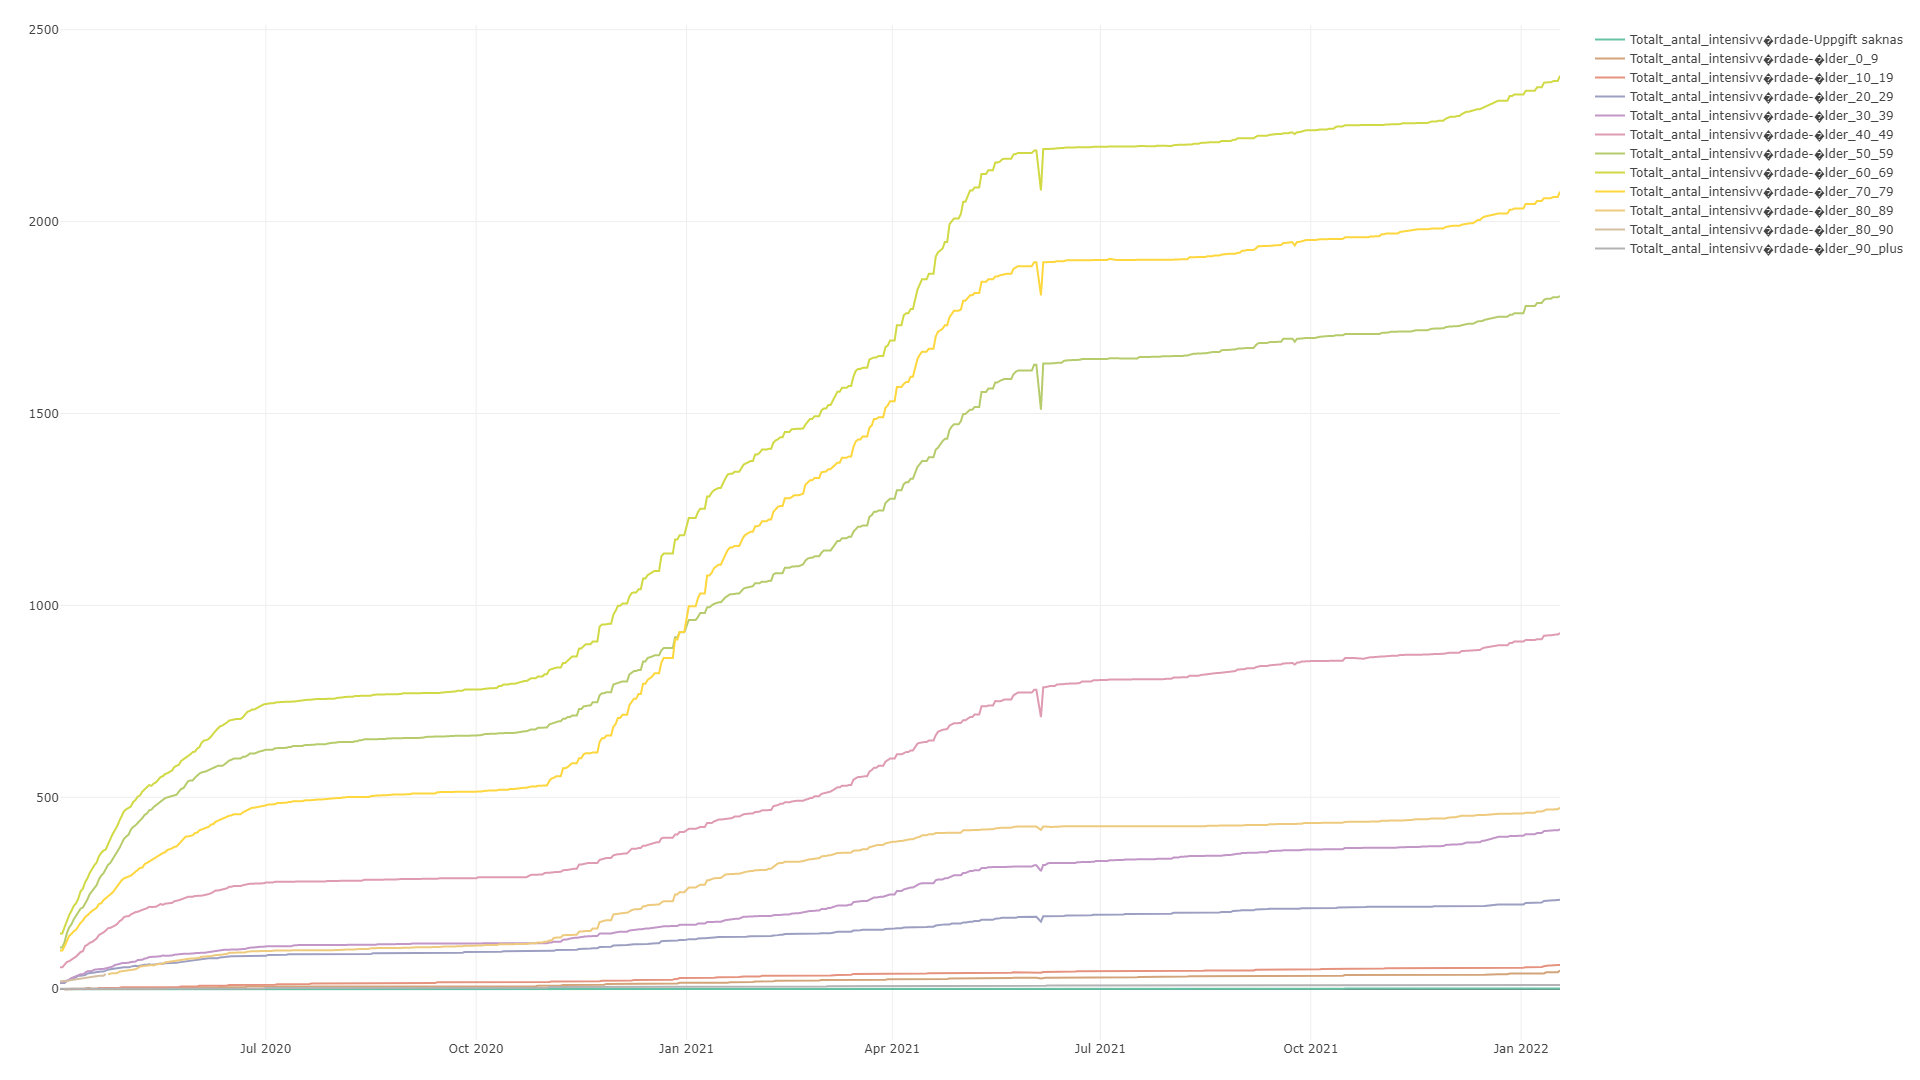 2500
2000
1500
1000
500
0
Jul 2020
Oct 2020
Jan 2021
Apr 2021
Jul 2021
Oct 2021
Jan 2022
Totalt_antal_intensivv�rdade-Uppgift saknas
Totalt_antal_intensivv�rdade-�lder_0_9
Totalt_antal_intensivv�rdade-�lder_10_19
Totalt_antal_intensivv�rdade-�lder_20_29
Totalt_antal_intensivv�rdade-�lder_30_39
Totalt_antal_intensivv�rdade-�lder_40_49
Totalt_antal_intensivv�rdade-�lder_50_59
Totalt_antal_intensivv�rdade-�lder_60_69
Totalt_antal_intensivv�rdade-�lder_70_79
Totalt_antal_intensivv�rdade-�lder_80_89
Totalt_antal_intensivv�rdade-�lder_80_90
Totalt_antal_intensivv�rdade-�lder_90_plus